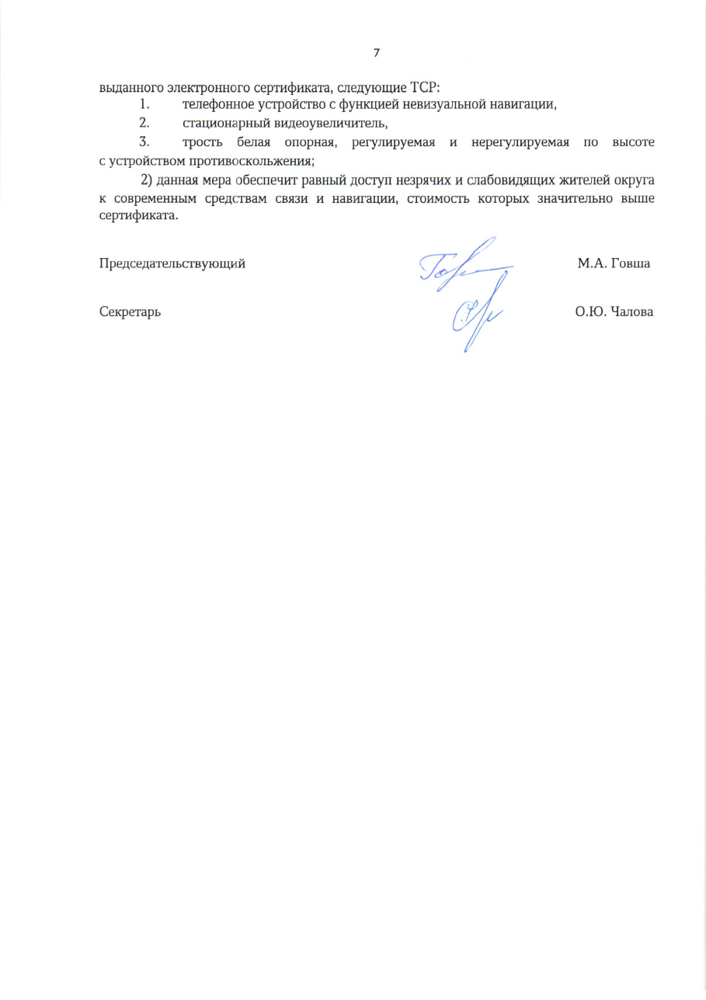 7
выданного электронного сертификата, следующие ТСР:
1. телефонное устройство с функцией невизуальной навигации,
2. стационарный видеоувеличитель,
3. трость белая опорная, регулируемая и нерегулируемая по высоте
с устройством противоскольжения;
2) данная мера обеспечит равный доступ незрячих и слабовидящих жителей округа
к современным средствам связи и навигации, стоимость которых значительно выше
сертификата.
Председательствующий М.А. Говша
Секретарь О.Ю. Чалова